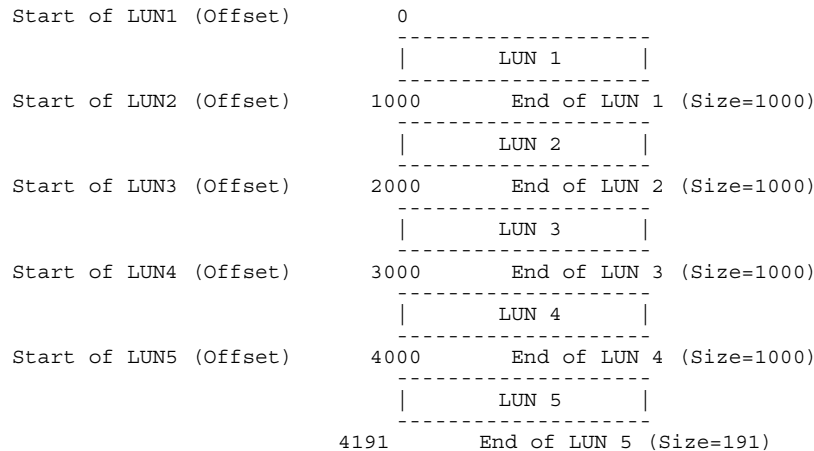 Start of LUN1 (Offset) 0
--------------------
| LUN 1 |
--------------------
Start of LUN2 (Offset) 1000 End of LUN 1 (Size=1000)
--------------------
| LUN 2 |
--------------------
Start of LUN3 (Offset) 2000 End of LUN 2 (Size=1000)
--------------------
| LUN 3 |
--------------------
Start of LUN4 (Offset) 3000 End of LUN 3 (Size=1000)
--------------------
| LUN 4 |
--------------------
Start of LUN5 (Offset) 4000 End of LUN 4 (Size=1000)
--------------------
| LUN 5 |
--------------------
4191 End of LUN 5 (Size=191)